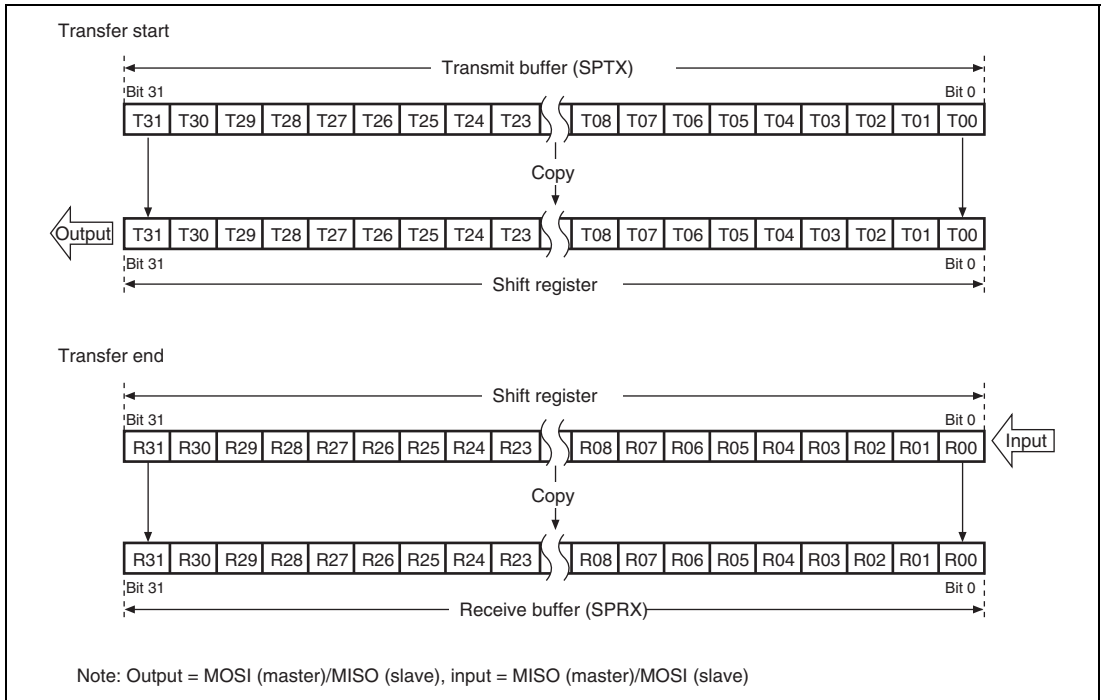 Transfer start
Transmit buffer (SPTX)
Bit 31 Bit 0
T31 T30 T29 T28 T27 T26 T25 T24 T23 T08 T07 T06 T05 T04 T03 T02 T01 T00
Copy
Output T31 T30 T29 T28 T27 T26 T25 T24 T23 T08 T07 T06 T05 T04 T03 T02 T01 T00
Bit 31 Bit 0
Shift register
Transfer end
Shift register
Bit 31 Bit 0
R31 R30 R29 R28 R27 R26 R25 R24 R23 R08 R07 R06 R05 R04 R03 R02 R01 R00 Input
Copy
R31 R30 R29 R28 R27 R26 R25 R24 R23 R08 R07 R06 R05 R04 R03 R02 R01 R00
Bit 31 Bit 0
Receive buffer (SPRX)
Note: Output = MOSI (master)/MISO (slave), input = MISO (master)/MOSI (slave)